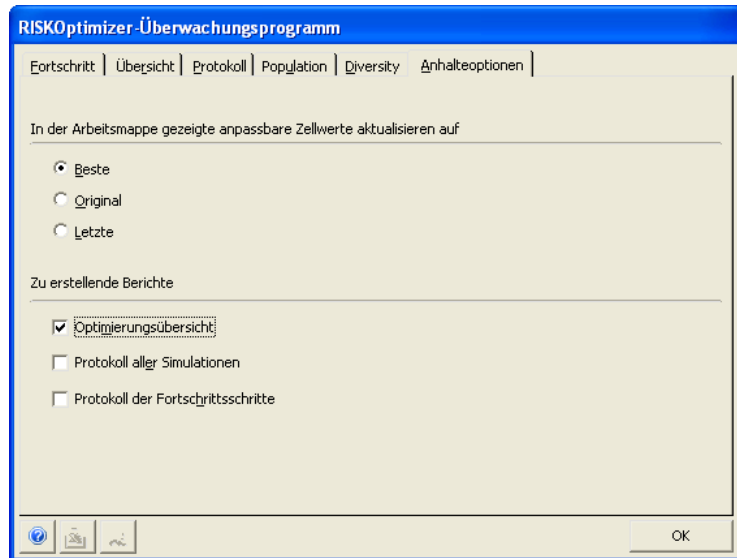 RISKOptimizer-Überwachungsprogramm
Fortschritt Übersicht Protokoll Population Diversity Anhalteoptionen
In der Arbeitsmappe gezeigte anpassbare Zellwerte aktualisieren auf
Beste
Original
Letzte
Zu erstellende Berichte
Optimierungsübersicht
Protokoll aller Simulationen
Protokoll der Fortschrittsschritte
OK